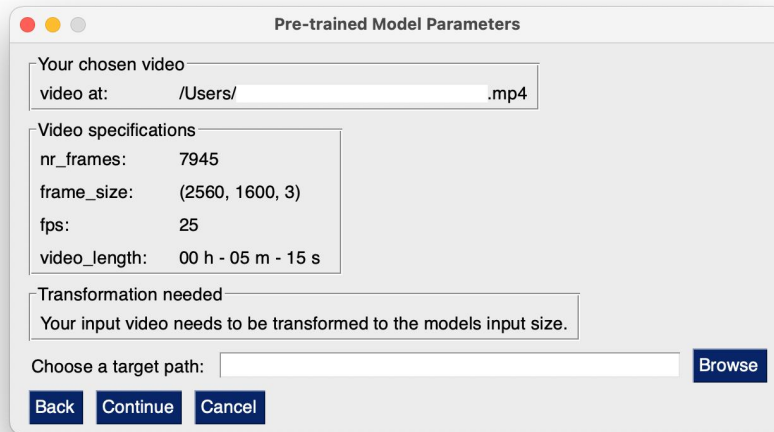 Pre-trained Model Parameters
Your chosen video
video at: /Users/ .mp4
Video specifications
nr_frames: 7945
frame_size: (2560, 1600, 3)
fps: 25
video_length: 00 h - 05 m - 15 s
Transformation needed
Your input video needs to be transformed to the models input size.
Choose a target path: Browse
Back Continue Cancel